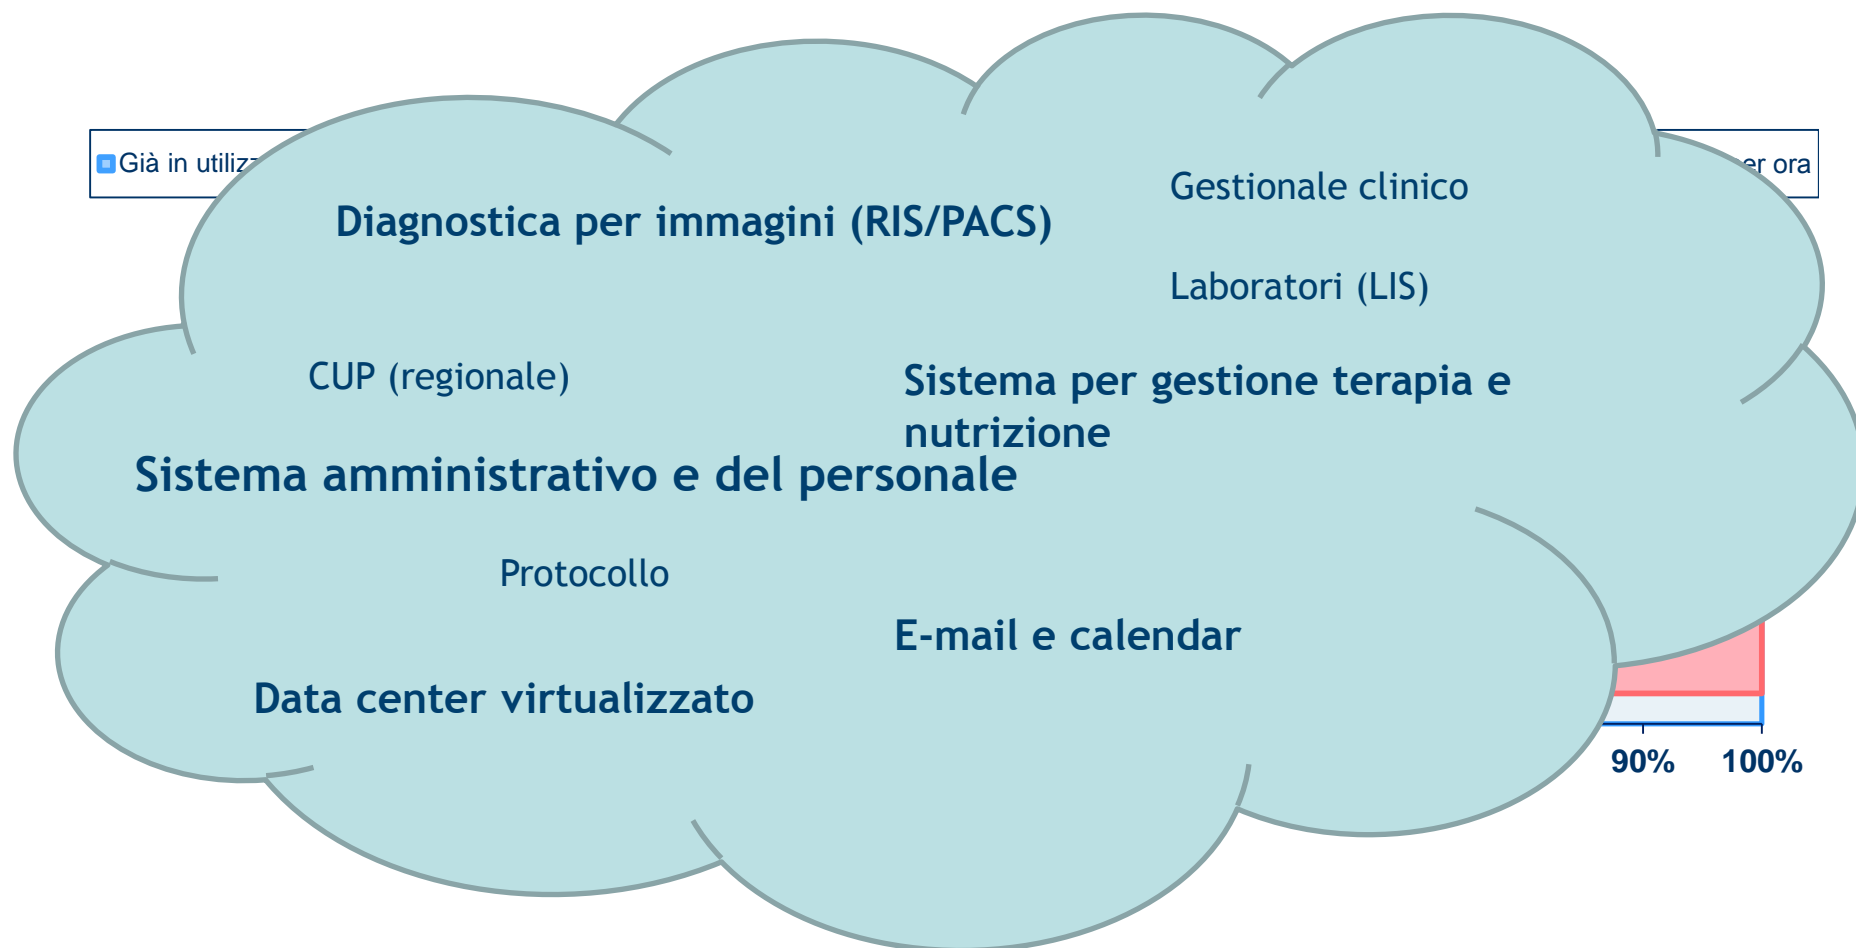 Già in
er ora
Gestionale clinico
Diagnostica per immagini (RIS/PACS)
Laboratori (LIS)
CUP (regionale)
Sistema per gestione terapia e
nutrizione
Sistema amministrativo e del personale
Protocollo
E-mail e calendar
Data center virtualizzato
90%
100%